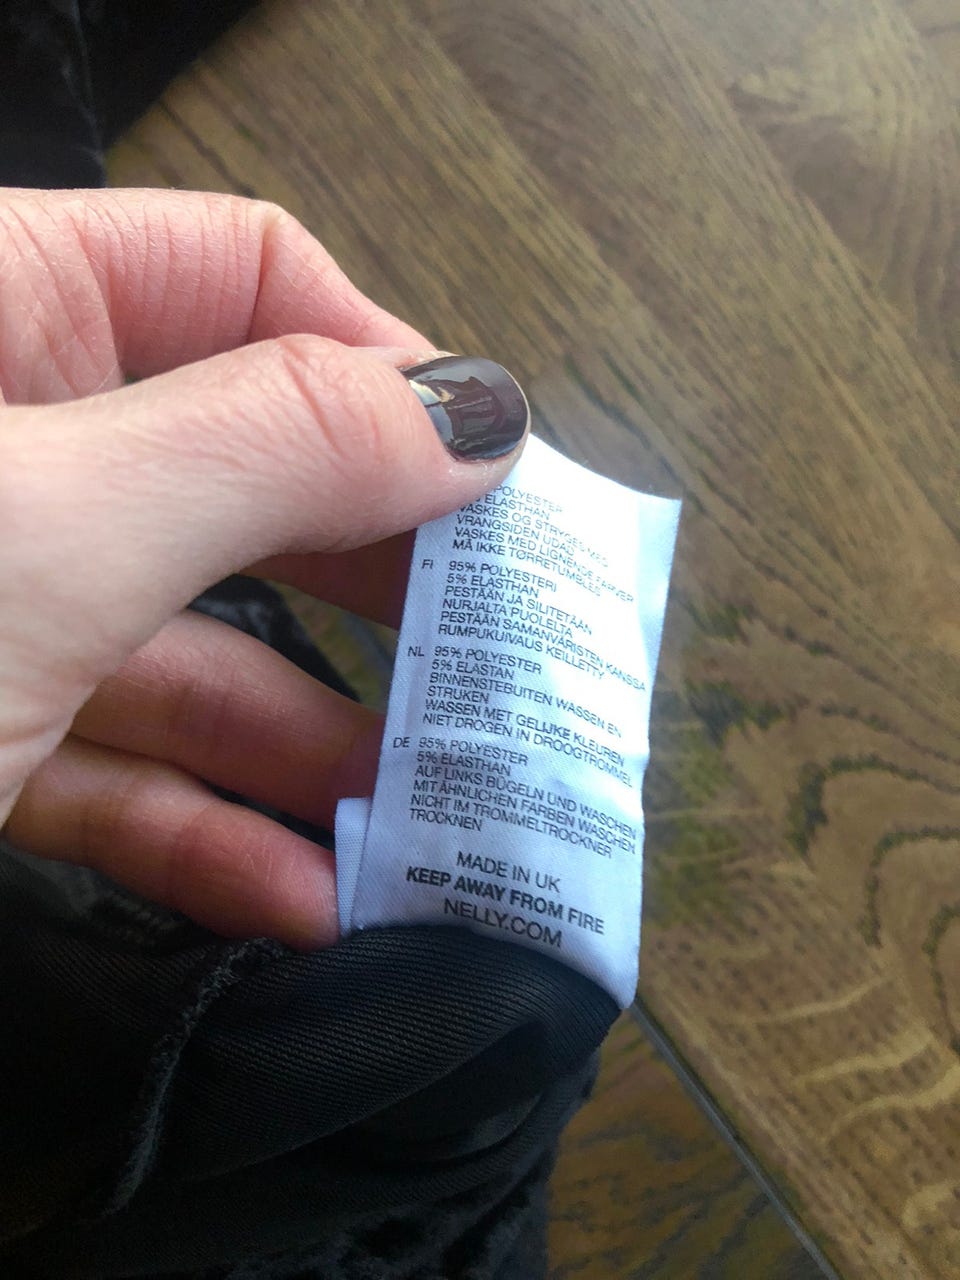 POLYESTER
ELASTHAN
VASKES OG STRYGES MED
VRANGSIDEN UDAD
VASKES MED LIGNENDE FARVER
MÅ IKKE TØRRETUMBLES
FI 95% POLYESTERI
5% ELASTHAN
PESTÄÄN JA SILITETÄÄN
NURJALTA PUOLELTA
PESTÄÄN SAMANVÄRISTEN KANSSA
RUMPUKUIVAUS KEILLETTY
NL 95% POLYESTER
5% ELASTAN
BINNENSTEBUITEN WASSEN EN
STRIJKEN
WASSEN MET GELIJKE KLEUREN
NIET DROGEN IN DROOGTROMMEL
DE 95% POLYESTER
5% ELASTHAN
AUF LINKS BÜGELN UND WASCHEN
MIT ÄHNLICHEN FARBEN WASCHEN
NICHT IM TROMMELTROCKNER
TROCKNEN
MADE IN UK
KEEP AWAY FROM FIRE
NELLY.COM